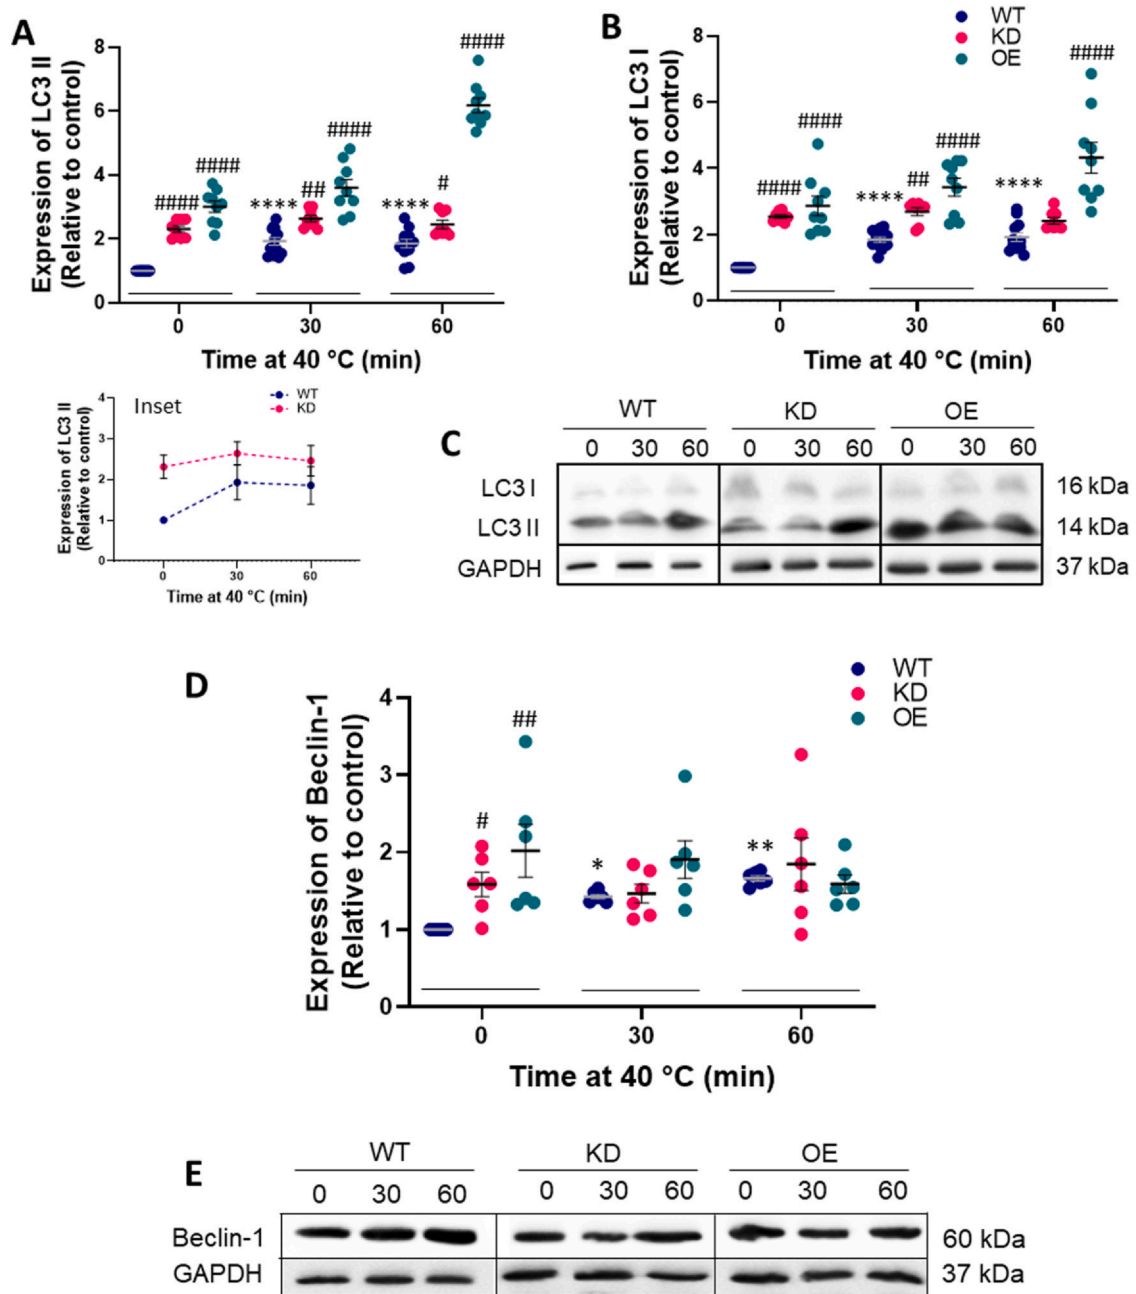 A
Expression of LC3 II
(Relative to control)
8
6
4
2
0
####
####
****
##
####
****
#
####
0 30 60
Time at 40 °C (min)
B
WT
KD
OE
Expression of LC3 I
(Relative to control)
8
6
4
2
0
####
####
****
##
####
****
####
0 30 60
Time at 40 °C (min)
Inset
WT
KD
Expression of LC3 II
(Relative to control)
4
3
2
1
0
0 30 60
Time at 40 °C (min)
C
WT KD OE
0 30 60 0 30 60 0 30 60
LC3 I 16 kDa
LC3 II 14 kDa
GAPDH 37 kDa
D
WT
KD
OE
Expression of Beclin-1
(Relative to control)
4
3
2
1
0
#
##
*
**
0 30 60
Time at 40 °C (min)
E
WT KD OE
0 30 60 0 30 60 0 30 60
Beclin-1 60 kDa
GAPDH 37 kDa